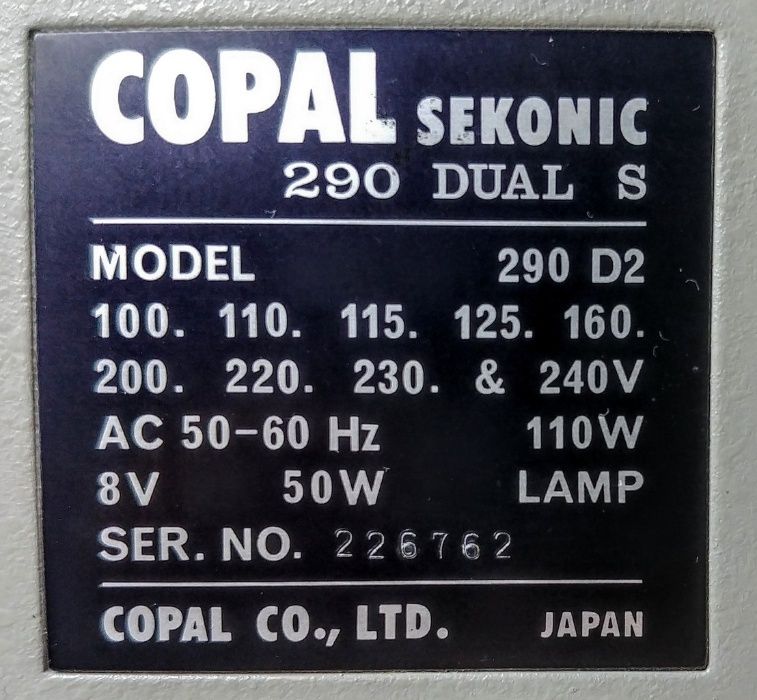 COPAL SEKONIC
290 DUAL S
MODEL 290 D2
100. 110. 115. 125. 160.
200. 220. 230. & 240V
AC 50-60 Hz 110W
8V 50W LAMP
SER. NO. 226762
COPAL CO., LTD. JAPAN